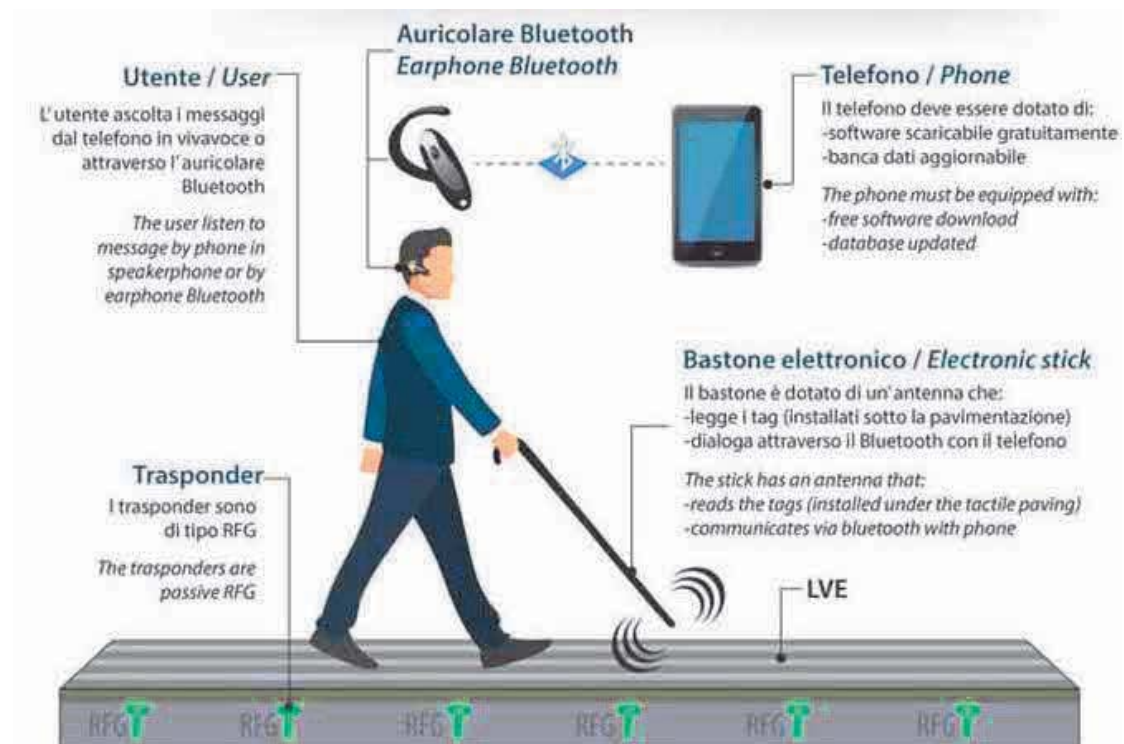 Auricolare Bluetooth
Earphone Bluetooth
Utente / User
L'utente ascolta i messaggi
dal telefono in vivavoce o
attraverso l'auricolare
Bluetooth
The user listen to
message by phone in
speakerphone or by
earphone Bluetooth
Telefono / Phone
Il telefono deve essere dotato di:
-software scaricabile gratuitamente
-banca dati aggiornabile
The phone must be equipped with:
-free software download
-database updated
Bastone elettronico / Electronic stick
Il bastone è dotato di un'antenna che:
-legge i tag (installati sotto la pavimentazione)
-dialoga attraverso il Bluetooth con il telefono
The stick has an antenna that:
-reads the tags (installed under the tactile paving)
-communicates via bluetooth with phone
Trasponder
I trasponder sono
di tipo RFG
The trasponders are
passive RFG
LVE
RFG T RFG T RFG T RFG T RFG T RFG T